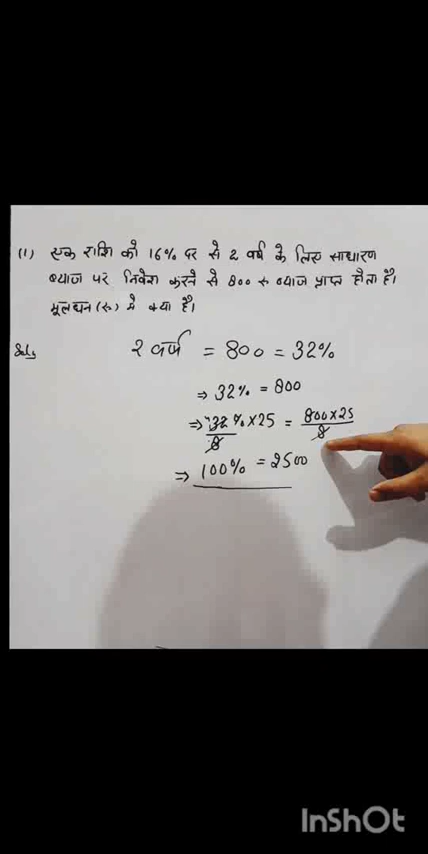 (1) एक राशि को 16% दर से 2 वर्ष के लिए साधारण
ब्याज पर निवेश करने से 800 रु ब्याज प्राप्त होता है।
मूलधन (रु) मे क्या है।
Soln 2 वर्ष = 800 = 32%
⇒ 32% = 800
⇒ 32%/8 × 25 = 800 × 25/8
⇒ 100% = 2500
InShOt